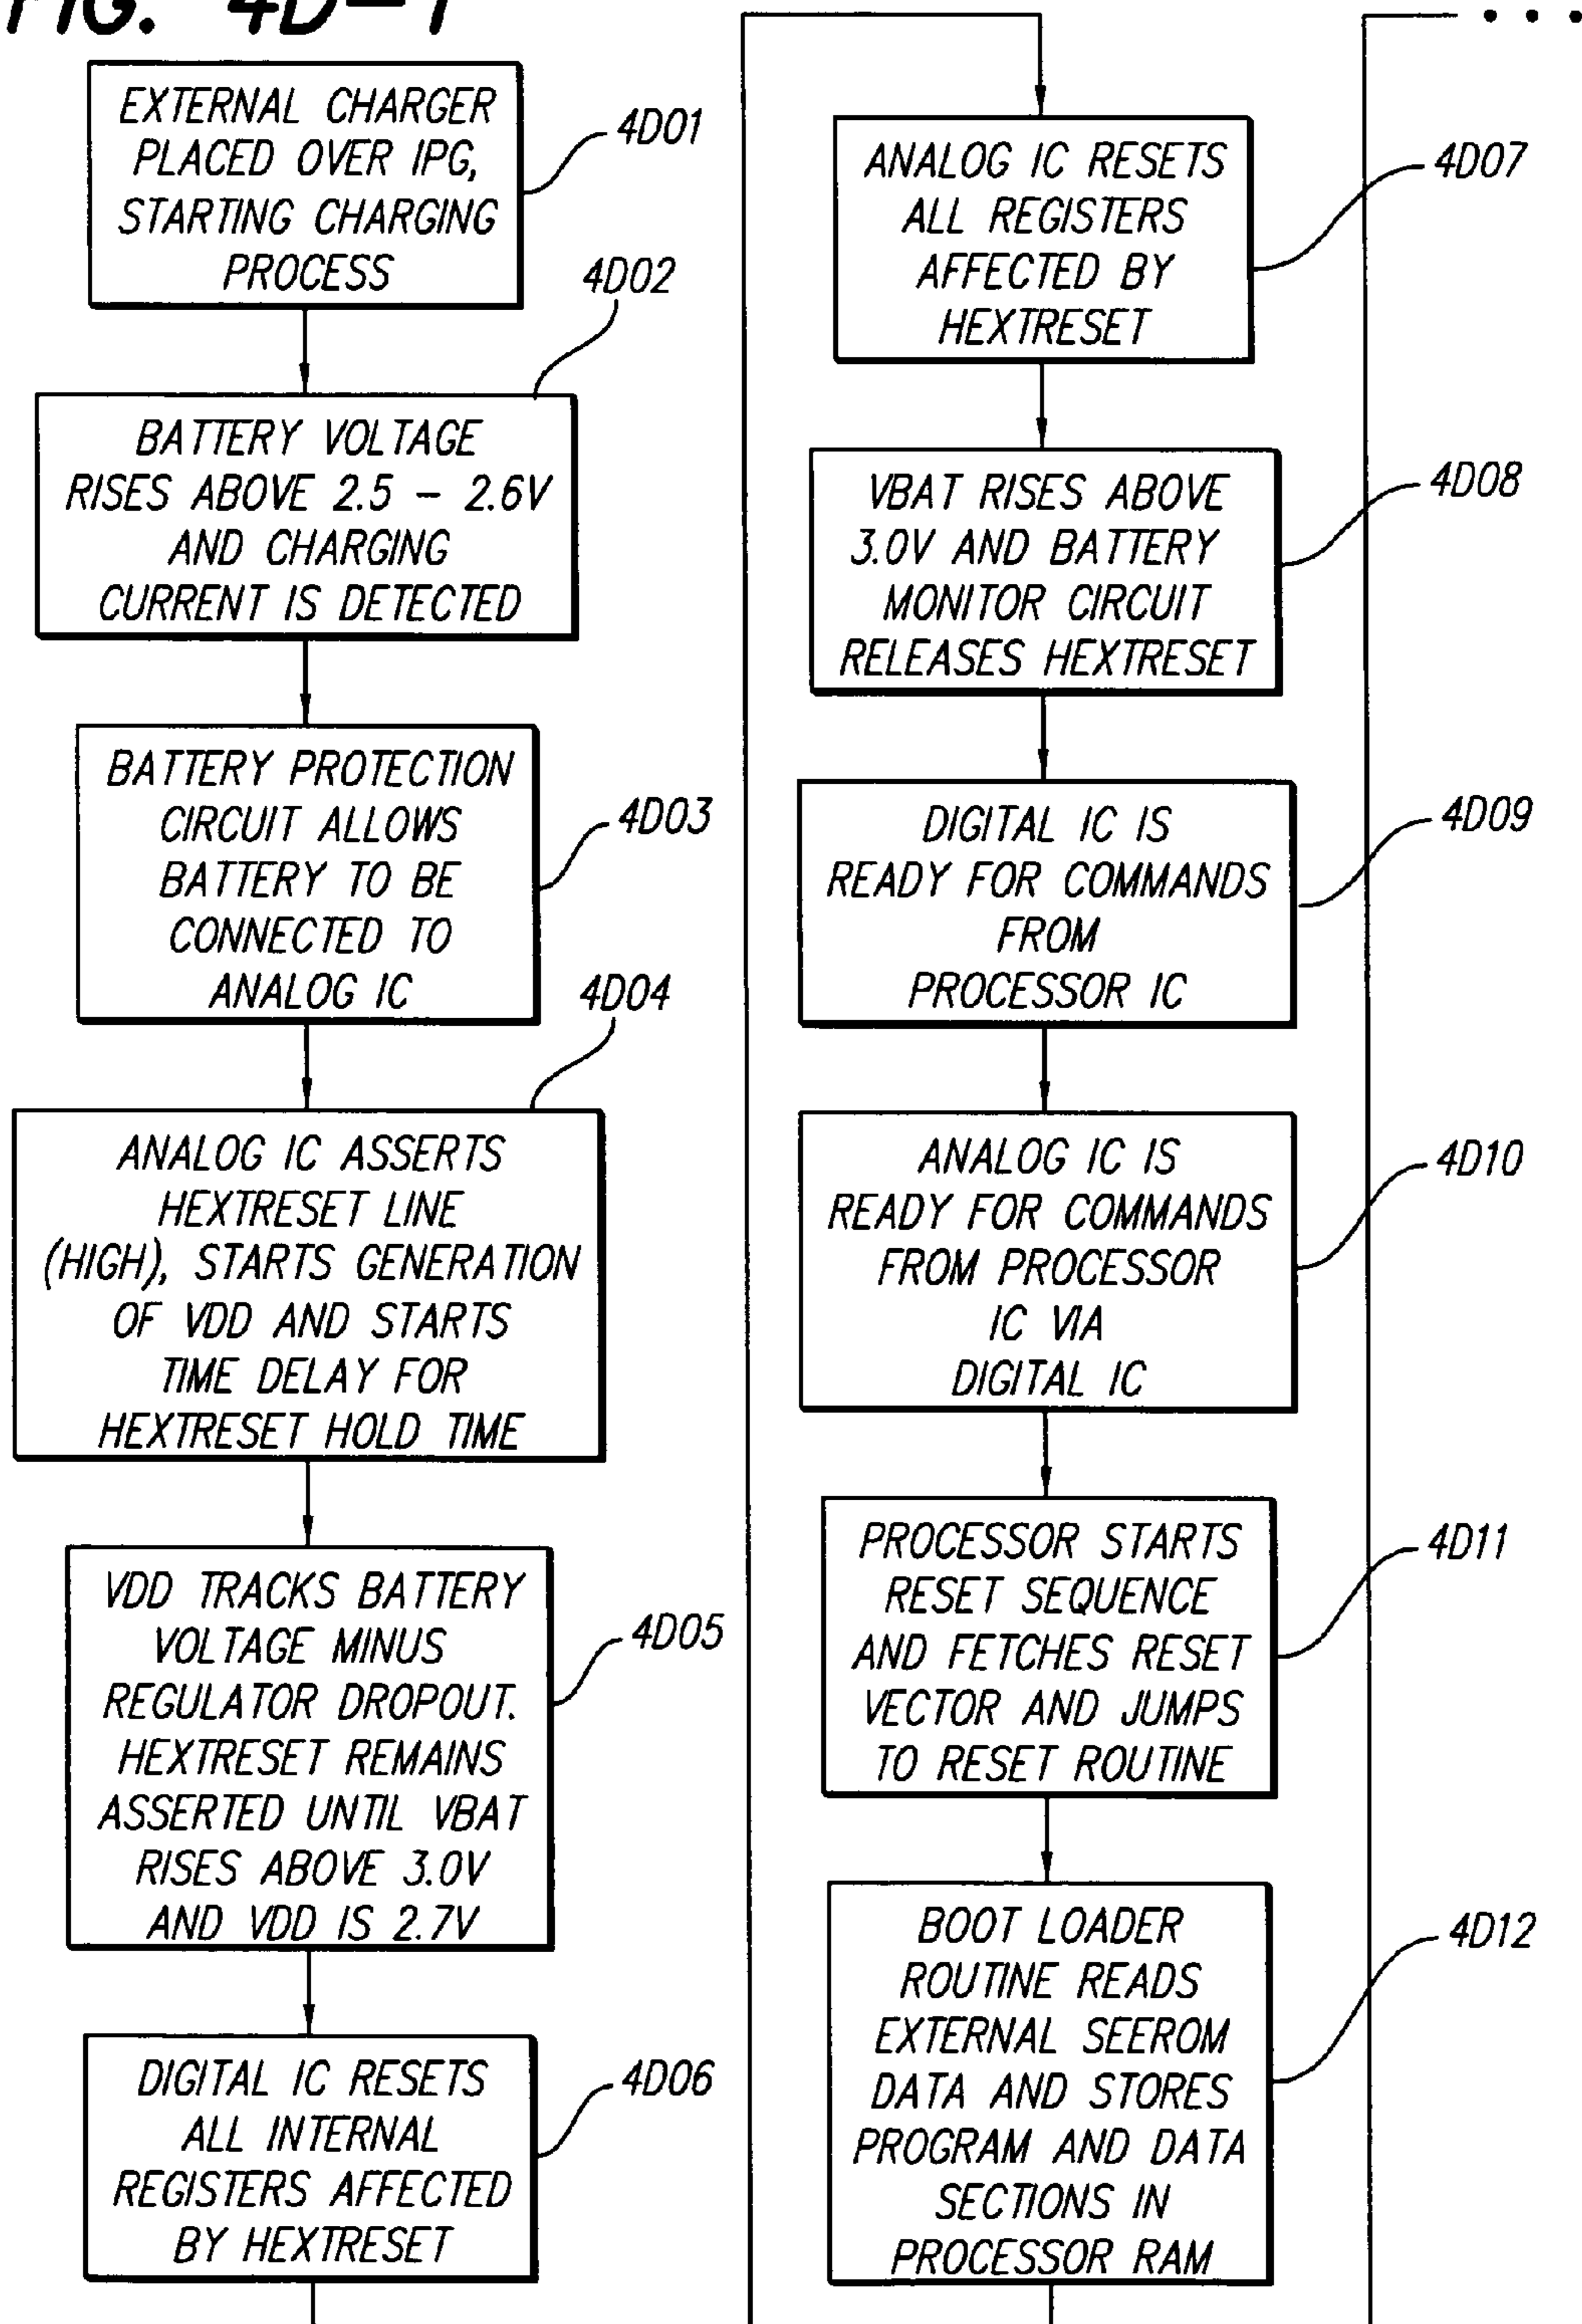 FIG. 4D-1
EXTERNAL CHARGER
PLACED OVER IPG,
STARTING CHARGING
PROCESS
4D01
BATTERY VOLTAGE
RISES ABOVE 2.5 - 2.6V
AND CHARGING
CURRENT IS DETECTED
4D02
BATTERY PROTECTION
CIRCUIT ALLOWS
BATTERY TO BE
CONNECTED TO
ANALOG IC
4D03
ANALOG IC ASSERTS
HEXTRESET LINE
(HIGH), STARTS GENERATION
OF VDD AND STARTS
TIME DELAY FOR
HEXTRESET HOLD TIME
4D04
VDD TRACKS BATTERY
VOLTAGE MINUS
REGULATOR DROPOUT.
HEXTRESET REMAINS
ASSERTED UNTIL VBAT
RISES ABOVE 3.0V
AND VDD IS 2.7V
4D05
DIGITAL IC RESETS
ALL INTERNAL
REGISTERS AFFECTED
BY HEXTRESET
4D06
ANALOG IC RESETS
ALL REGISTERS
AFFECTED BY
HEXTRESET
4D07
VBAT RISES ABOVE
3.0V AND BATTERY
MONITOR CIRCUIT
RELEASES HEXTRESET
4D08
DIGITAL IC IS
READY FOR COMMANDS
FROM
PROCESSOR IC
4D09
ANALOG IC IS
READY FOR COMMANDS
FROM PROCESSOR
IC VIA
DIGITAL IC
4D10
PROCESSOR STARTS
RESET SEQUENCE
AND FETCHES RESET
VECTOR AND JUMPS
TO RESET ROUTINE
4D11
BOOT LOADER
ROUTINE READS
EXTERNAL SEEROM
DATA AND STORES
PROGRAM AND DATA
SECTIONS IN
PROCESSOR RAM
4D12